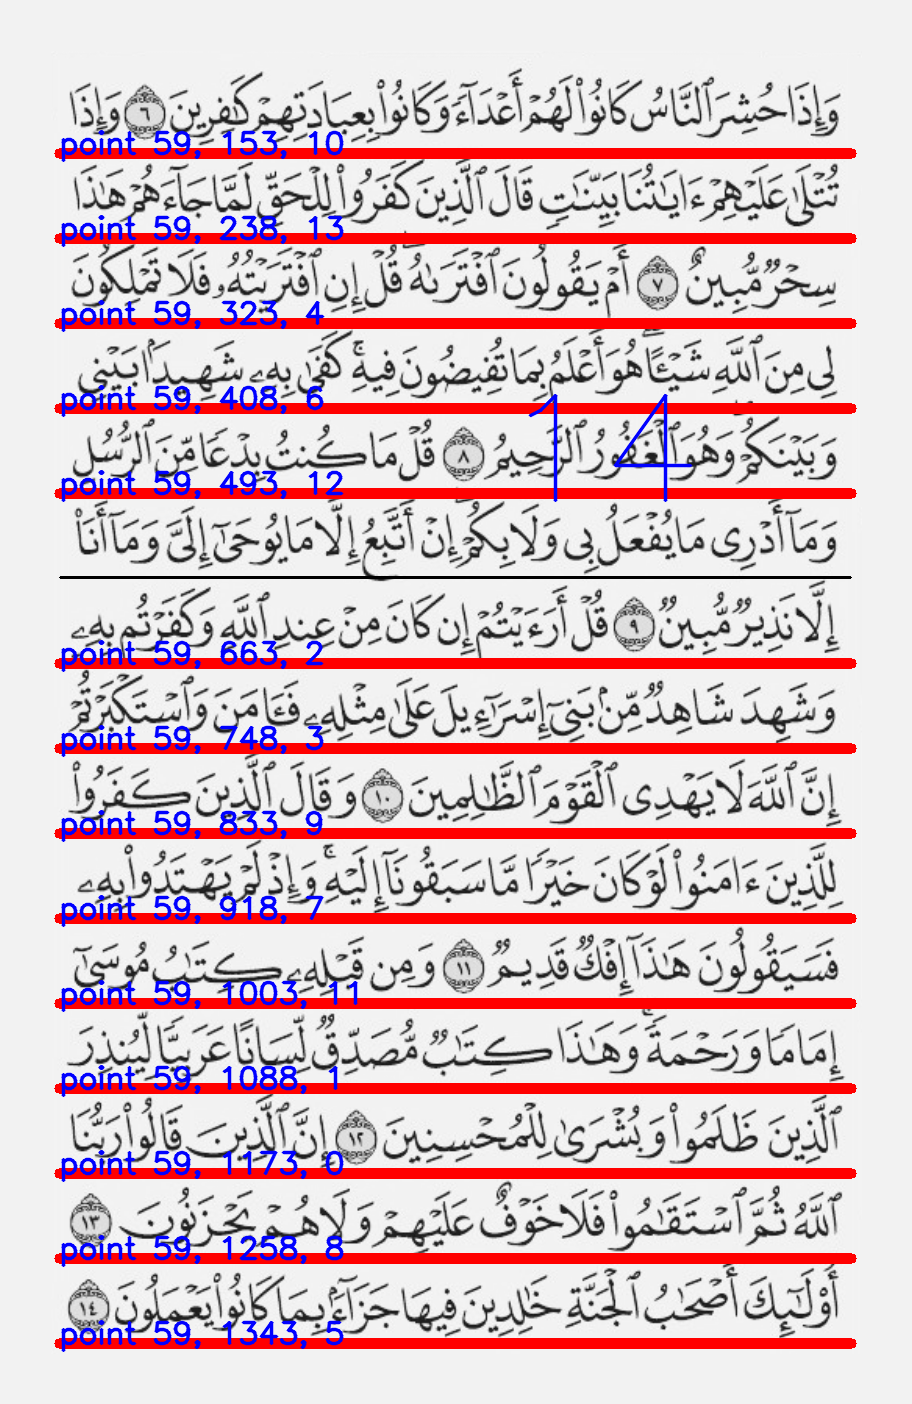 وَإِذَا حُشِرَ ٱلنَّاسُ كَانُوا۟ لَهُمْ أَعْدَآءً وَكَانُوا۟ بِعِبَادَتِهِمْ كَٰفِرِينَ ٦ وَإِذَا
point 59, 153, 10
تُتْلَىٰ عَلَيْهِمْ ءَايَٰتُنَا بَيِّنَٰتٍ قَالَ ٱلَّذِينَ كَفَرُوا۟ لِلْحَقِّ لَمَّا جَآءَهُمْ هَٰذَا
point 59, 238, 13
سِحْرٌ مُّبِينٌ ٧ أَمْ يَقُولُونَ ٱفْتَرَىٰهُ ۖ قُلْ إِنِ ٱفْتَرَيْتُهُۥ فَلَا تَمْلِكُونَ
point 59, 323, 4
لِى مِنَ ٱللَّهِ شَيْـًٔا ۖ هُوَ أَعْلَمُ بِمَا تُفِيضُونَ فِيهِ ۖ كَفَىٰ بِهِۦ شَهِيدًۢا بَيْنِى
point 59, 408, 6
وَبَيْنَكُمْ ۖ وَهُوَ ٱلْغَفُورُ ٱلرَّحِيمُ ٨ قُلْ مَا كُنتُ بِدْعًا مِّنَ ٱلرُّسُلِ
14
point 59, 493, 12
وَمَآ أَدْرِى مَا يُفْعَلُ بِى وَلَا بِكُمْ ۖ إِنْ أَتَّبِعُ إِلَّا مَا يُوحَىٰٓ إِلَىَّ وَمَآ أَنَا۠
إِلَّا نَذِيرٌ مُّبِينٌ ٩ قُلْ أَرَءَيْتُمْ إِن كَانَ مِنْ عِندِ ٱللَّهِ وَكَفَرْتُم بِهِۦ
point 59, 663, 2
وَشَهِدَ شَاهِدٌ مِّنۢ بَنِىٓ إِسْرَٰٓءِيلَ عَلَىٰ مِثْلِهِۦ فَـَٔامَنَ وَٱسْتَكْبَرْتُمْ
point 59, 748, 3
إِنَّ ٱللَّهَ لَا يَهْدِى ٱلْقَوْمَ ٱلظَّٰلِمِينَ ١٠ وَقَالَ ٱلَّذِينَ كَفَرُوا۟
point 59, 833, 9
لِلَّذِينَ ءَامَنُوا۟ لَوْ كَانَ خَيْرًا مَّا سَبَقُونَآ إِلَيْهِ ۚ وَإِذْ لَمْ يَهْتَدُوا۟ بِهِۦ
point 59, 918, 7
فَسَيَقُولُونَ هَٰذَآ إِفْكٌ قَدِيمٌ ١١ وَمِن قَبْلِهِۦ كِتَٰبُ مُوسَىٰٓ
point 59, 1003, 11
إِمَامًا وَرَحْمَةً ۚ وَهَٰذَا كِتَٰبٌ مُّصَدِّقٌ لِّسَانًا عَرَبِيًّا لِّيُنذِرَ
point 59, 1088, 1
ٱلَّذِينَ ظَلَمُوا۟ وَبُشْرَىٰ لِلْمُحْسِنِينَ ١٢ إِنَّ ٱلَّذِينَ قَالُوا۟ رَبُّنَا
point 59, 1173, 0
ٱللَّهُ ثُمَّ ٱسْتَقَٰمُوا۟ فَلَا خَوْفٌ عَلَيْهِمْ وَلَا هُمْ يَحْزَنُونَ ١٣
point 59, 1258, 8
أُو۟لَٰٓئِكَ أَصْحَٰبُ ٱلْجَنَّةِ خَٰلِدِينَ فِيهَا جَزَآءًۢ بِمَا كَانُوا۟ يَعْمَلُونَ ١٤
point 59, 1343, 5